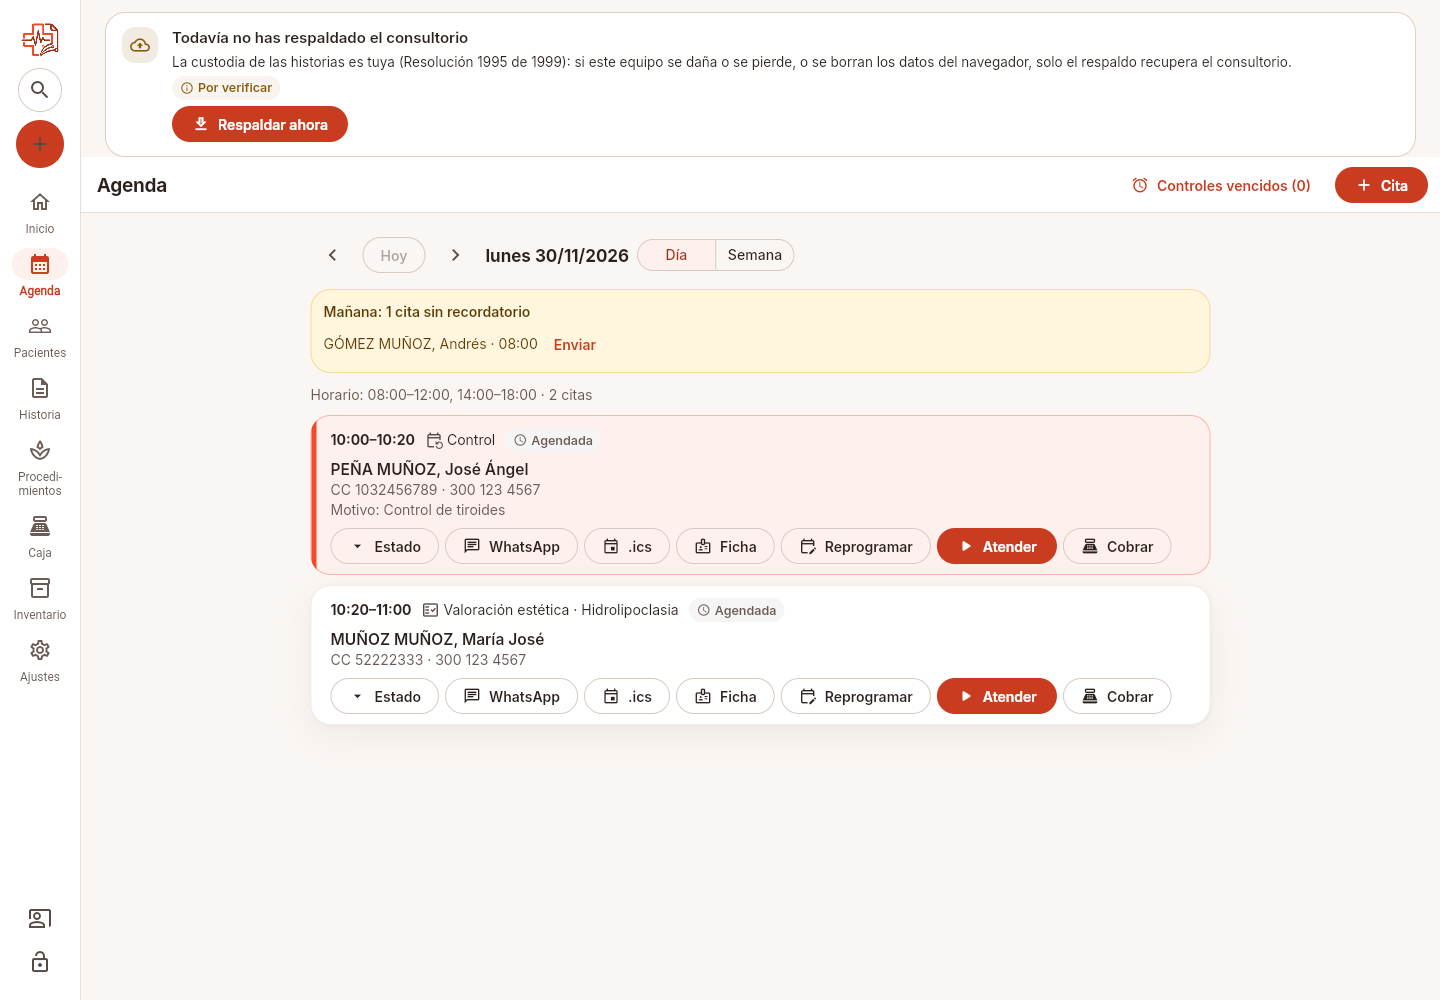 Todavía no has respaldado el consultorio
La custodia de las historias es tuya (Resolución 1995 de 1999): si este equipo se daña o se pierde, o se borran los datos del navegador, solo el respaldo recupera el consultorio.
Por verificar
Respaldar ahora
Agenda
Controles vencidos (0)
Cita
Inicio
Agenda
Pacientes
Historia
Procedi-
mientos
Caja
Inventario
Ajustes
Hoy
lunes 30/11/2026
Día
Semana
Mañana: 1 cita sin recordatorio
GÓMEZ MUÑOZ, Andrés · 08:00 Enviar
Horario: 08:00–12:00, 14:00–18:00 · 2 citas
10:00–10:20 Control Agendada
PEÑA MUÑOZ, José Ángel
CC 1032456789 · 300 123 4567
Motivo: Control de tiroides
Estado WhatsApp .ics Ficha Reprogramar Atender Cobrar
10:20–11:00 Valoración estética · Hidrolipoclasia Agendada
MUÑOZ MUÑOZ, María José
CC 52222333 · 300 123 4567
Estado WhatsApp .ics Ficha Reprogramar Atender Cobrar